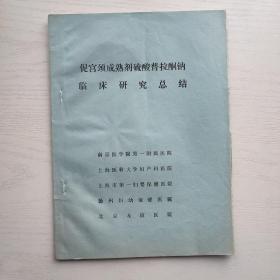 促宫颈成熟剂硫酸普拉酮钠
临床研究总结
南京医学院第一附属医院
上海医科大学妇产科医院
上海市第一妇婴保健医院
扬州妇幼保健医院
北京友谊医院